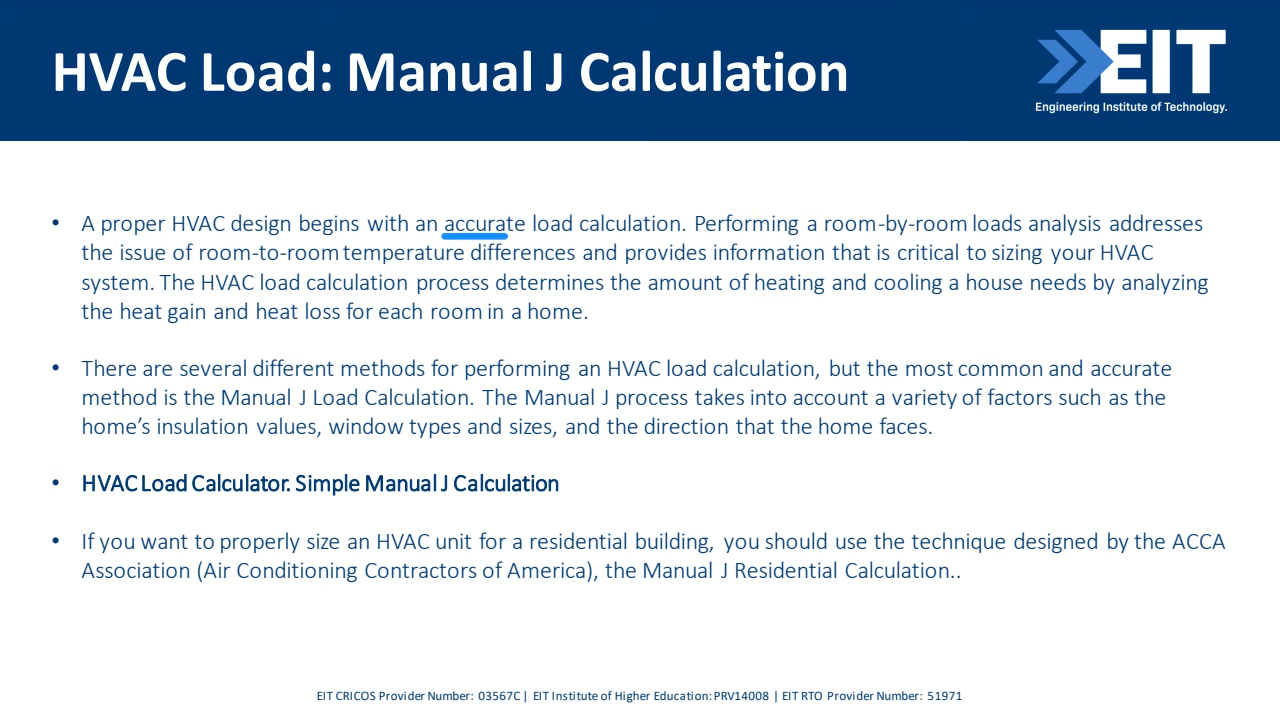 HVAC Load: Manual J Calculation
EIT
Engineering Institute of Technology.
• A proper HVAC design begins with an accurate load calculation. Performing a room-by-room loads analysis addresses
the issue of room-to-room temperature differences and provides information that is critical to sizing your HVAC
system. The HVAC load calculation process determines the amount of heating and cooling a house needs by analyzing
the heat gain and heat loss for each room in a home.
• There are several different methods for performing an HVAC load calculation, but the most common and accurate
method is the Manual J Load Calculation. The Manual J process takes into account a variety of factors such as the
home’s insulation values, window types and sizes, and the direction that the home faces.
• HVAC Load Calculator. Simple Manual J Calculation
• If you want to properly size an HVAC unit for a residential building, you should use the technique designed by the ACCA
Association (Air Conditioning Contractors of America), the Manual J Residential Calculation..
EIT CRICOS Provider Number: 03567C | EIT Institute of Higher Education: PRV14008 | EIT RTO Provider Number: 51971